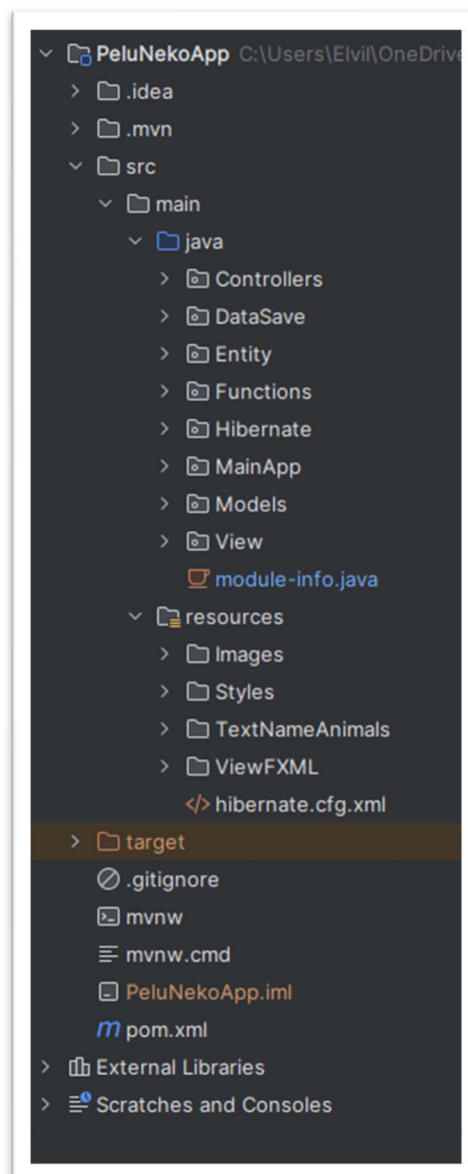 PeluNekoApp C:\Users\Elvil\OneDrive
.idea
.mvn
src
main
java
Controllers
DataSave
Entity
Functions
Hibernate
MainApp
Models
View
module-info.java
resources
Images
Styles
TextNameAnimals
ViewFXML
</> hibernate.cfg.xml
target
.gitignore
mvnw
mvnw.cmd
PeluNekoApp.iml
m pom.xml
External Libraries
Scratches and Consoles